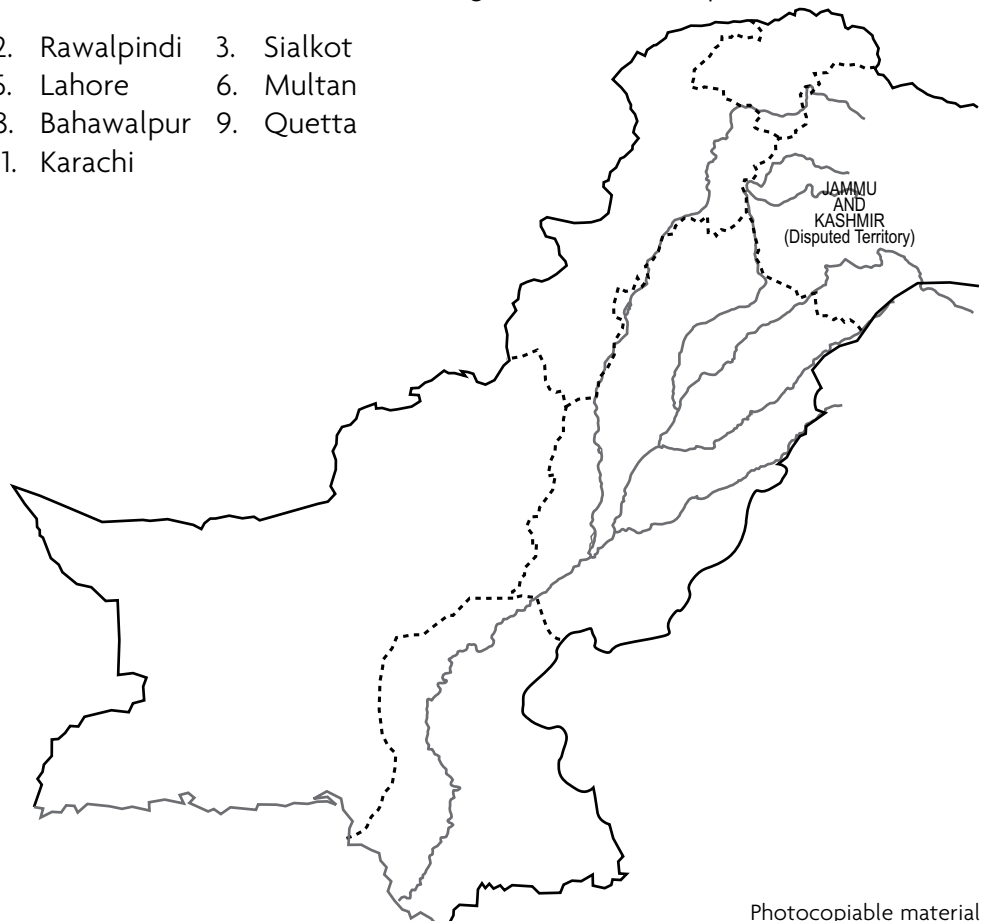 2. Rawalpindi 3. Sialkot
5. Lahore 6. Multan
8. Bahawalpur 9. Quetta
1. Karachi
JAMMU
AND
KASHMIR
(Disputed Territory)
Photocopiable material